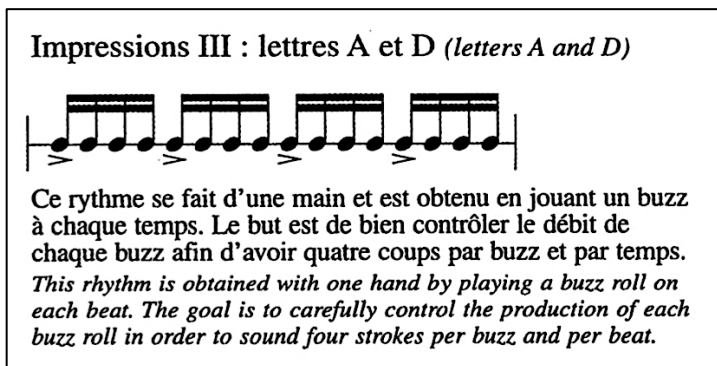 Impressions III : lettres A et D (letters A and D)
Ce rythme se fait d'une main et est obtenu en jouant un buzz
à chaque temps. Le but est de bien contrôler le débit de
chaque buzz afin d'avoir quatre coups par buzz et par temps.
This rhythm is obtained with one hand by playing a buzz roll on
each beat. The goal is to carefully control the production of each
buzz roll in order to sound four strokes per buzz and per beat.